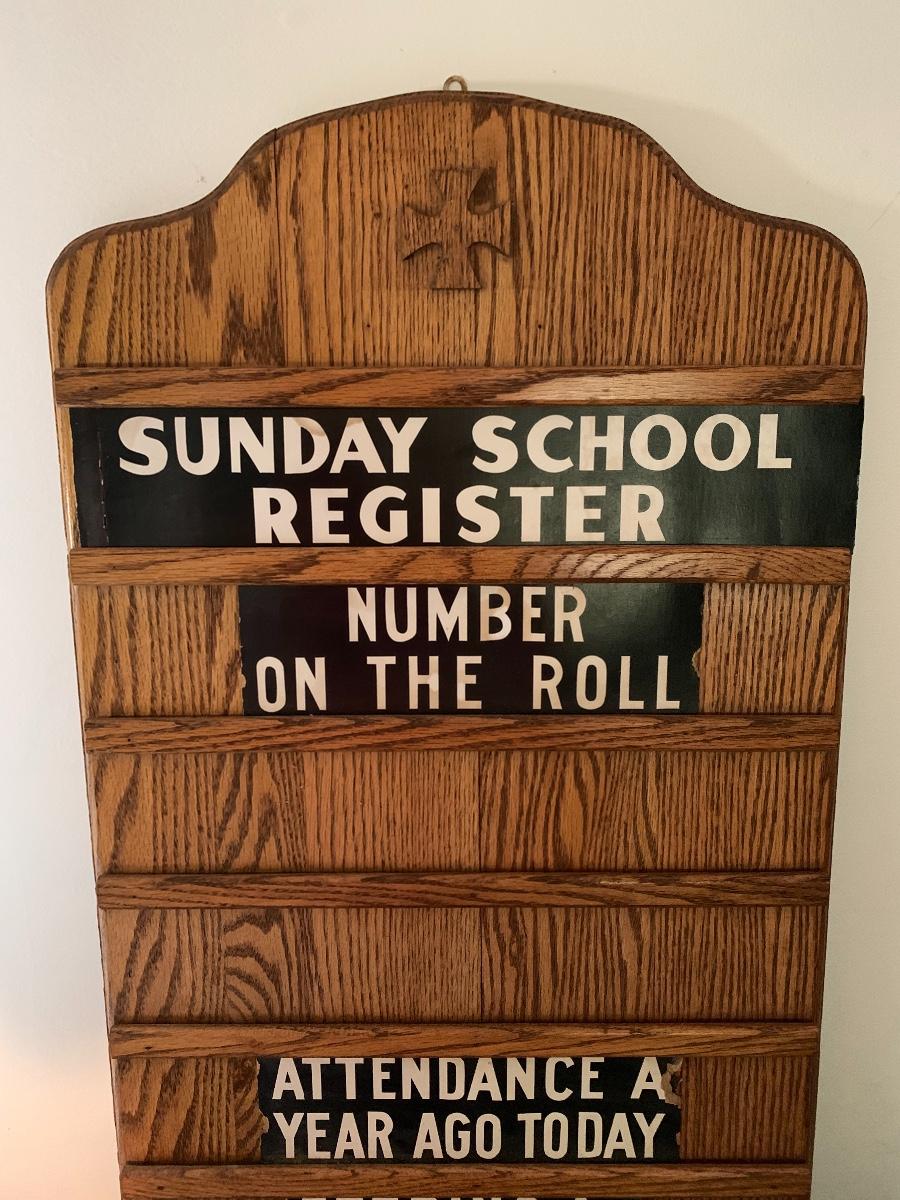 SUNDAY SCHOOL
REGISTER
NUMBER
ON THE ROLL
ATTENDANCE A
YEAR AGO TODAY